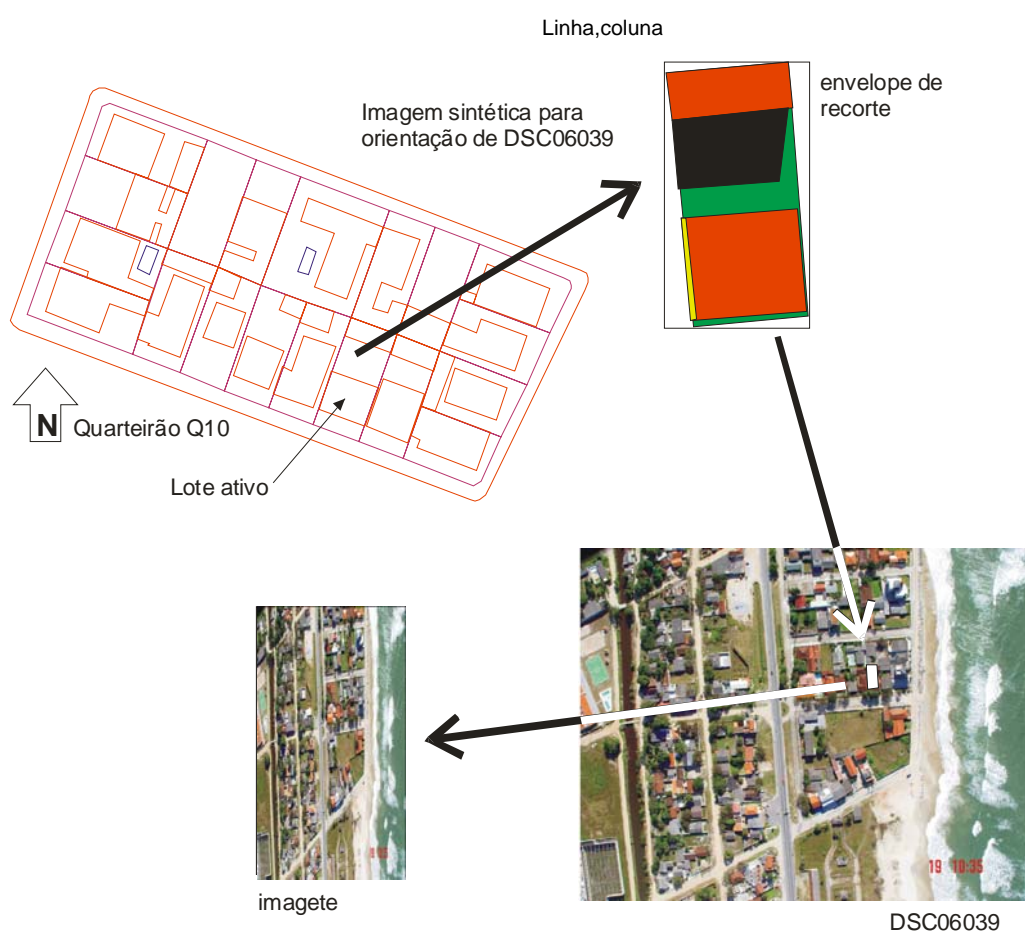 Linha,coluna
envelope de
recorte
Imagem sintética para
orientação de DSC06039
N
Quarteirão Q10
Lote ativo
19 10:35
imagete
DSC06039